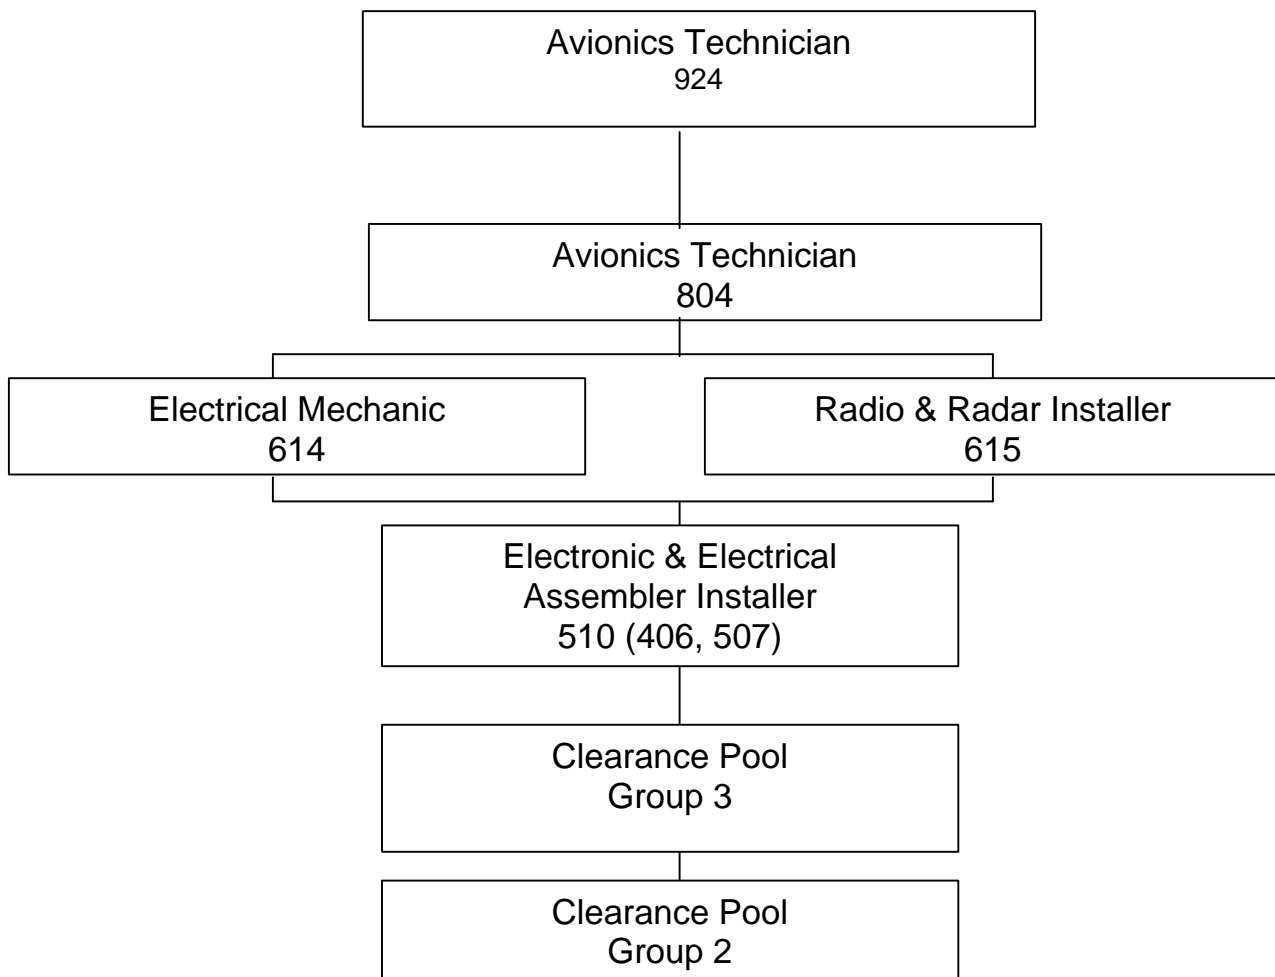 Avionics Technician
924
Avionics Technician
804
Electrical Mechanic
614
Radio & Radar Installer
615
Electronic & Electrical
Assembler Installer
510 (406, 507)
Clearance Pool
Group 3
Clearance Pool
Group 2